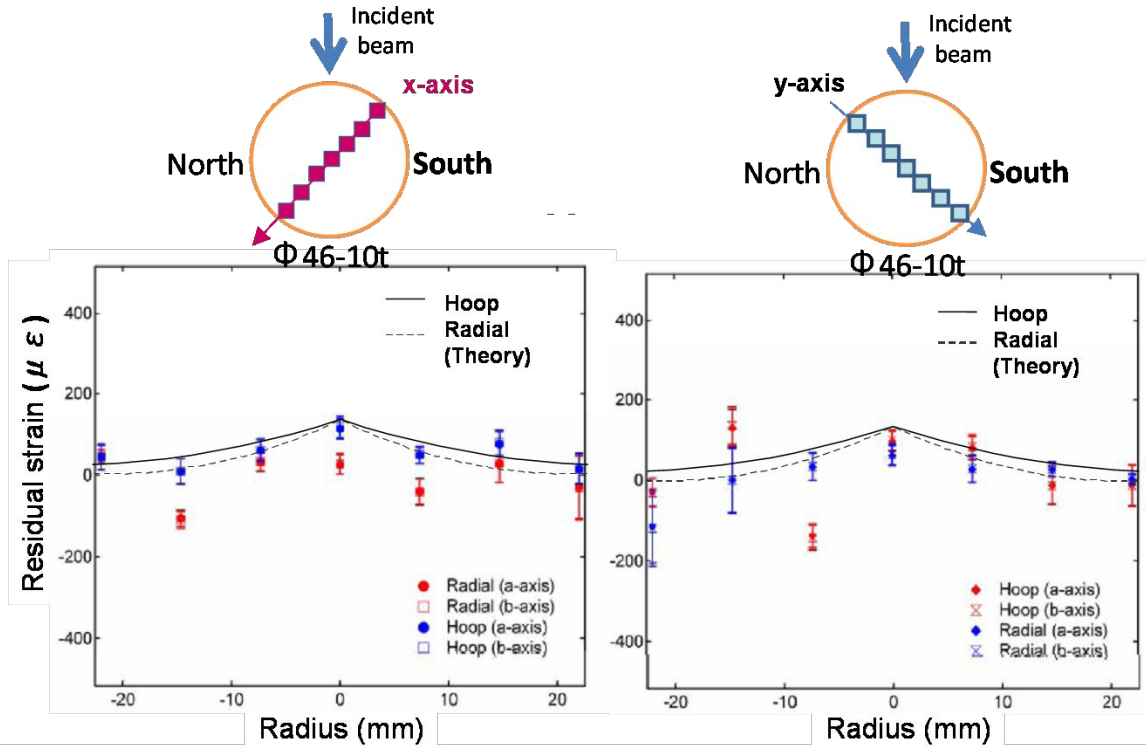 Incident
beam
x-axis
North
South
Φ46-10t
Incident
beam
y-axis
North
South
Φ46-10t
Residual strain (μ ε)
400
200
0
-200
-400
Hoop
Radial
(Theory)
Radial (a-axis)
Radial (b-axis)
Hoop (a-axis)
Hoop (b-axis)
-20
-10
0
10
20
Radius (mm)
400
200
0
-200
-400
Hoop
Radial
(Theory)
Hoop (a-axis)
Hoop (b-axis)
Radial (a-axis)
Radial (b-axis)
-20
-10
0
10
20
Radius (mm)